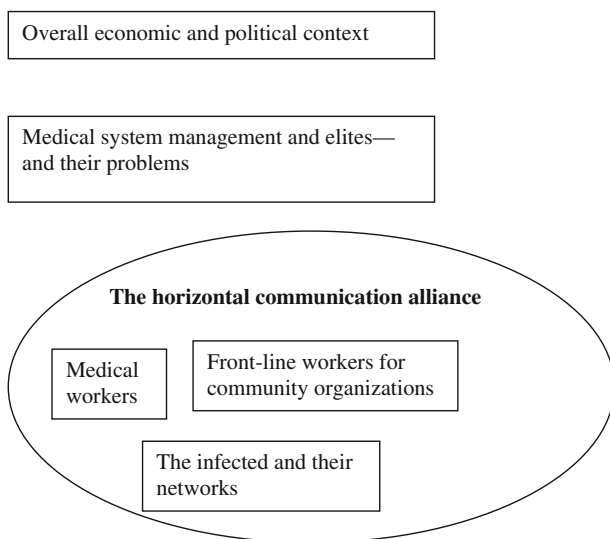 Overall economic and political context
Medical system management and elites—
and their problems
The horizontal communication alliance
Medical
workers
Front-line workers for
community organizations
The infected and their
networks